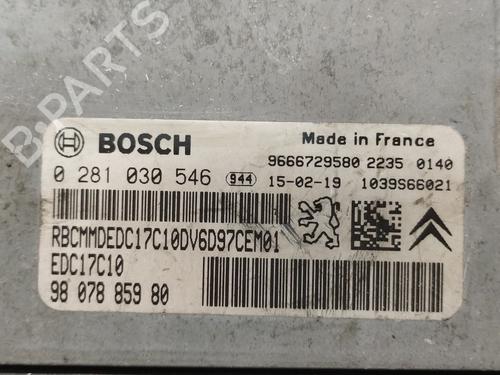 BOSCH
Made in France
9666729580 2235 0140
0 281 030 546 944 15-02-19 1039S66021
RBCMMDEDC17C10DV6D97CEM01
EDC17C10
98 078 859 80
B-PARTS